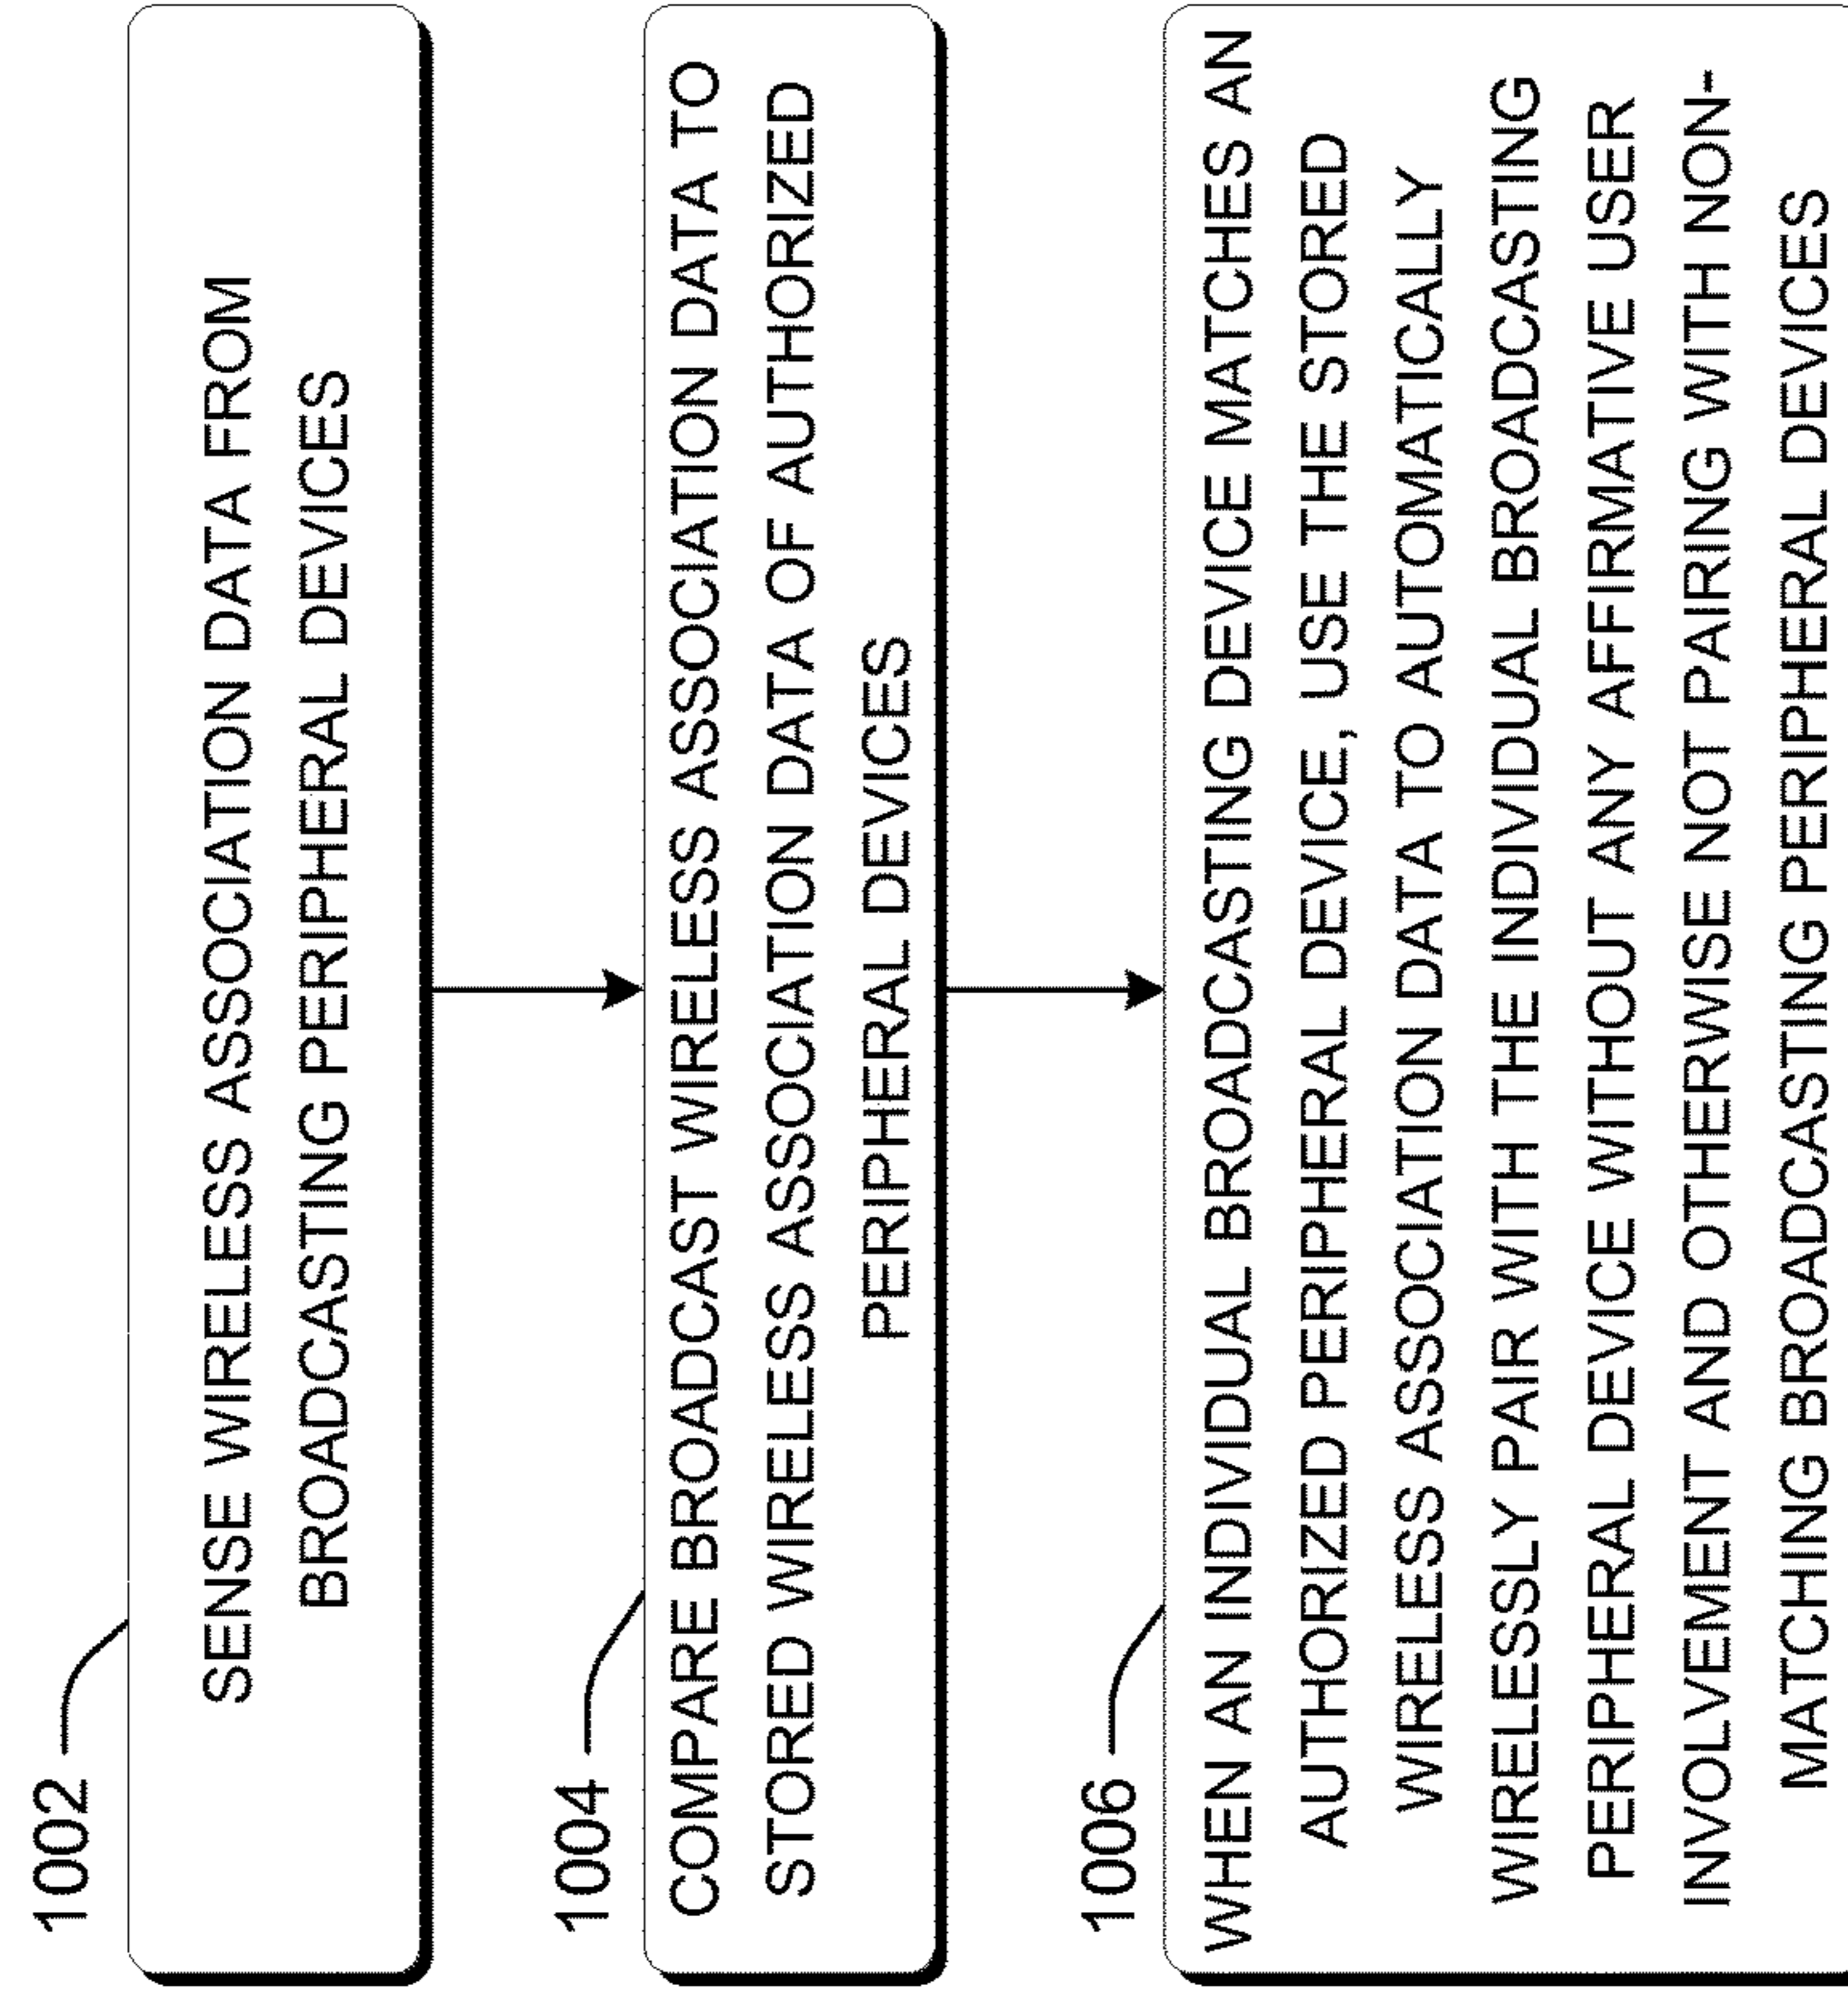 1002
SENSE WIRELESS ASSOCIATION DATA FROM
BROADCASTING PERIPHERAL DEVICES
1004
COMPARE BROADCAST WIRELESS ASSOCIATION DATA TO
STORED WIRELESS ASSOCIATION DATA OF AUTHORIZED
PERIPHERAL DEVICES
1006
WHEN AN INDIVIDUAL BROADCASTING DEVICE MATCHES AN
AUTHORIZED PERIPHERAL DEVICE, USE THE STORED
WIRELESS ASSOCIATION DATA TO AUTOMATICALLY
WIRELESSLY PAIR WITH THE INDIVIDUAL BROADCASTING
PERIPHERAL DEVICE WITHOUT ANY AFFIRMATIVE USER
INVOLVEMENT AND OTHERWISE NOT PAIRING WITH NON-
MATCHING BROADCASTING PERIPHERAL DEVICES